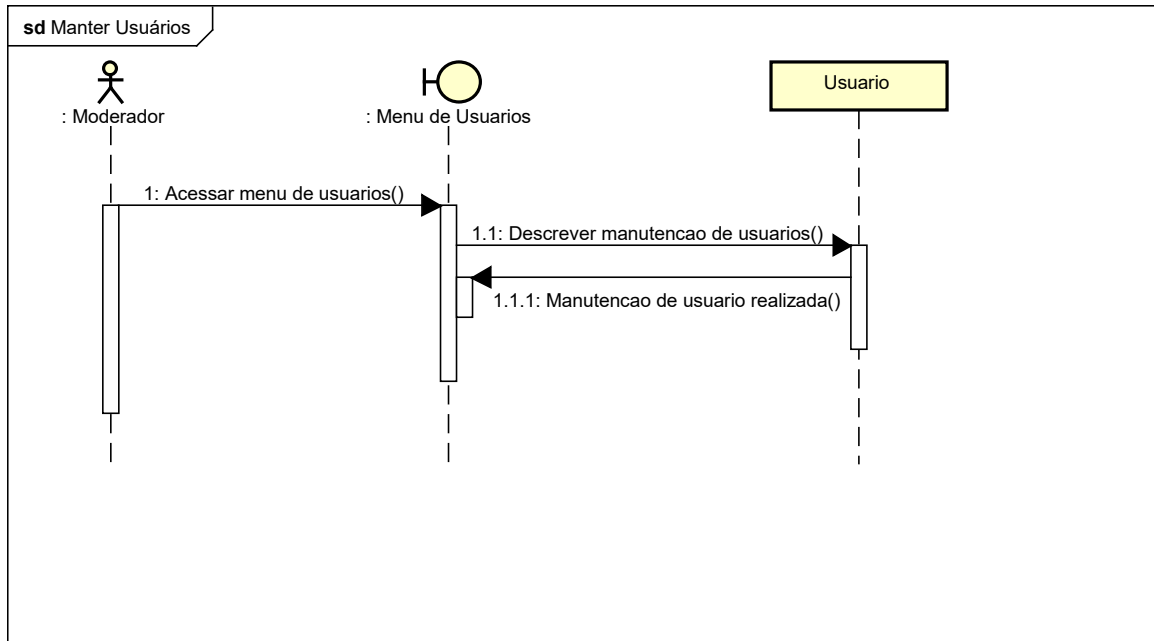 sd Manter Usuários
: Moderador
: Menu de Usuarios
Usuario
1: Acessar menu de usuarios()
1.1: Descrever manutencao de usuarios()
1.1.1: Manutencao de usuario realizada()